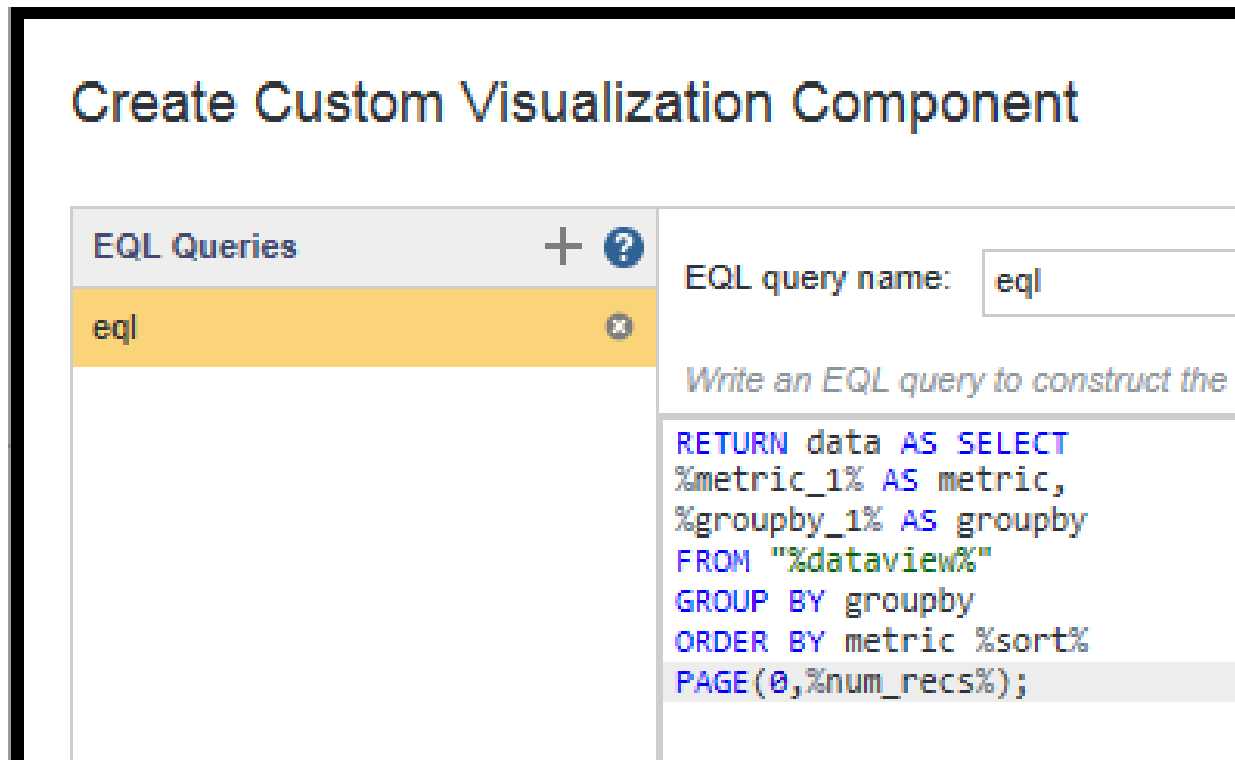 Create Custom Visualization Component
EQL Queries
eql
EQL query name:
eql
Write an EQL query to construct the
RETURN data AS SELECT
%metric_1% AS metric,
%groupby_1% AS groupby
FROM "%dataview%"
GROUP BY groupby
ORDER BY metric %sort%
PAGE(0,%num_recs%);